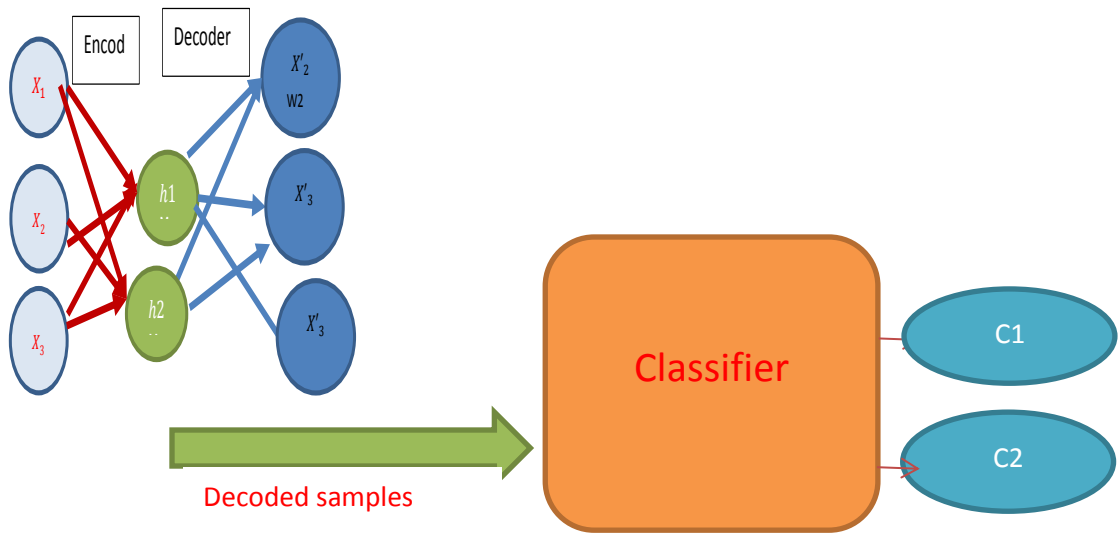 Encod
Decoder
X₁
X₂
X₃
h1
..
h2
..
X′₂
W2
X′₃
X′₃
Classifier
C1
C2
Decoded samples